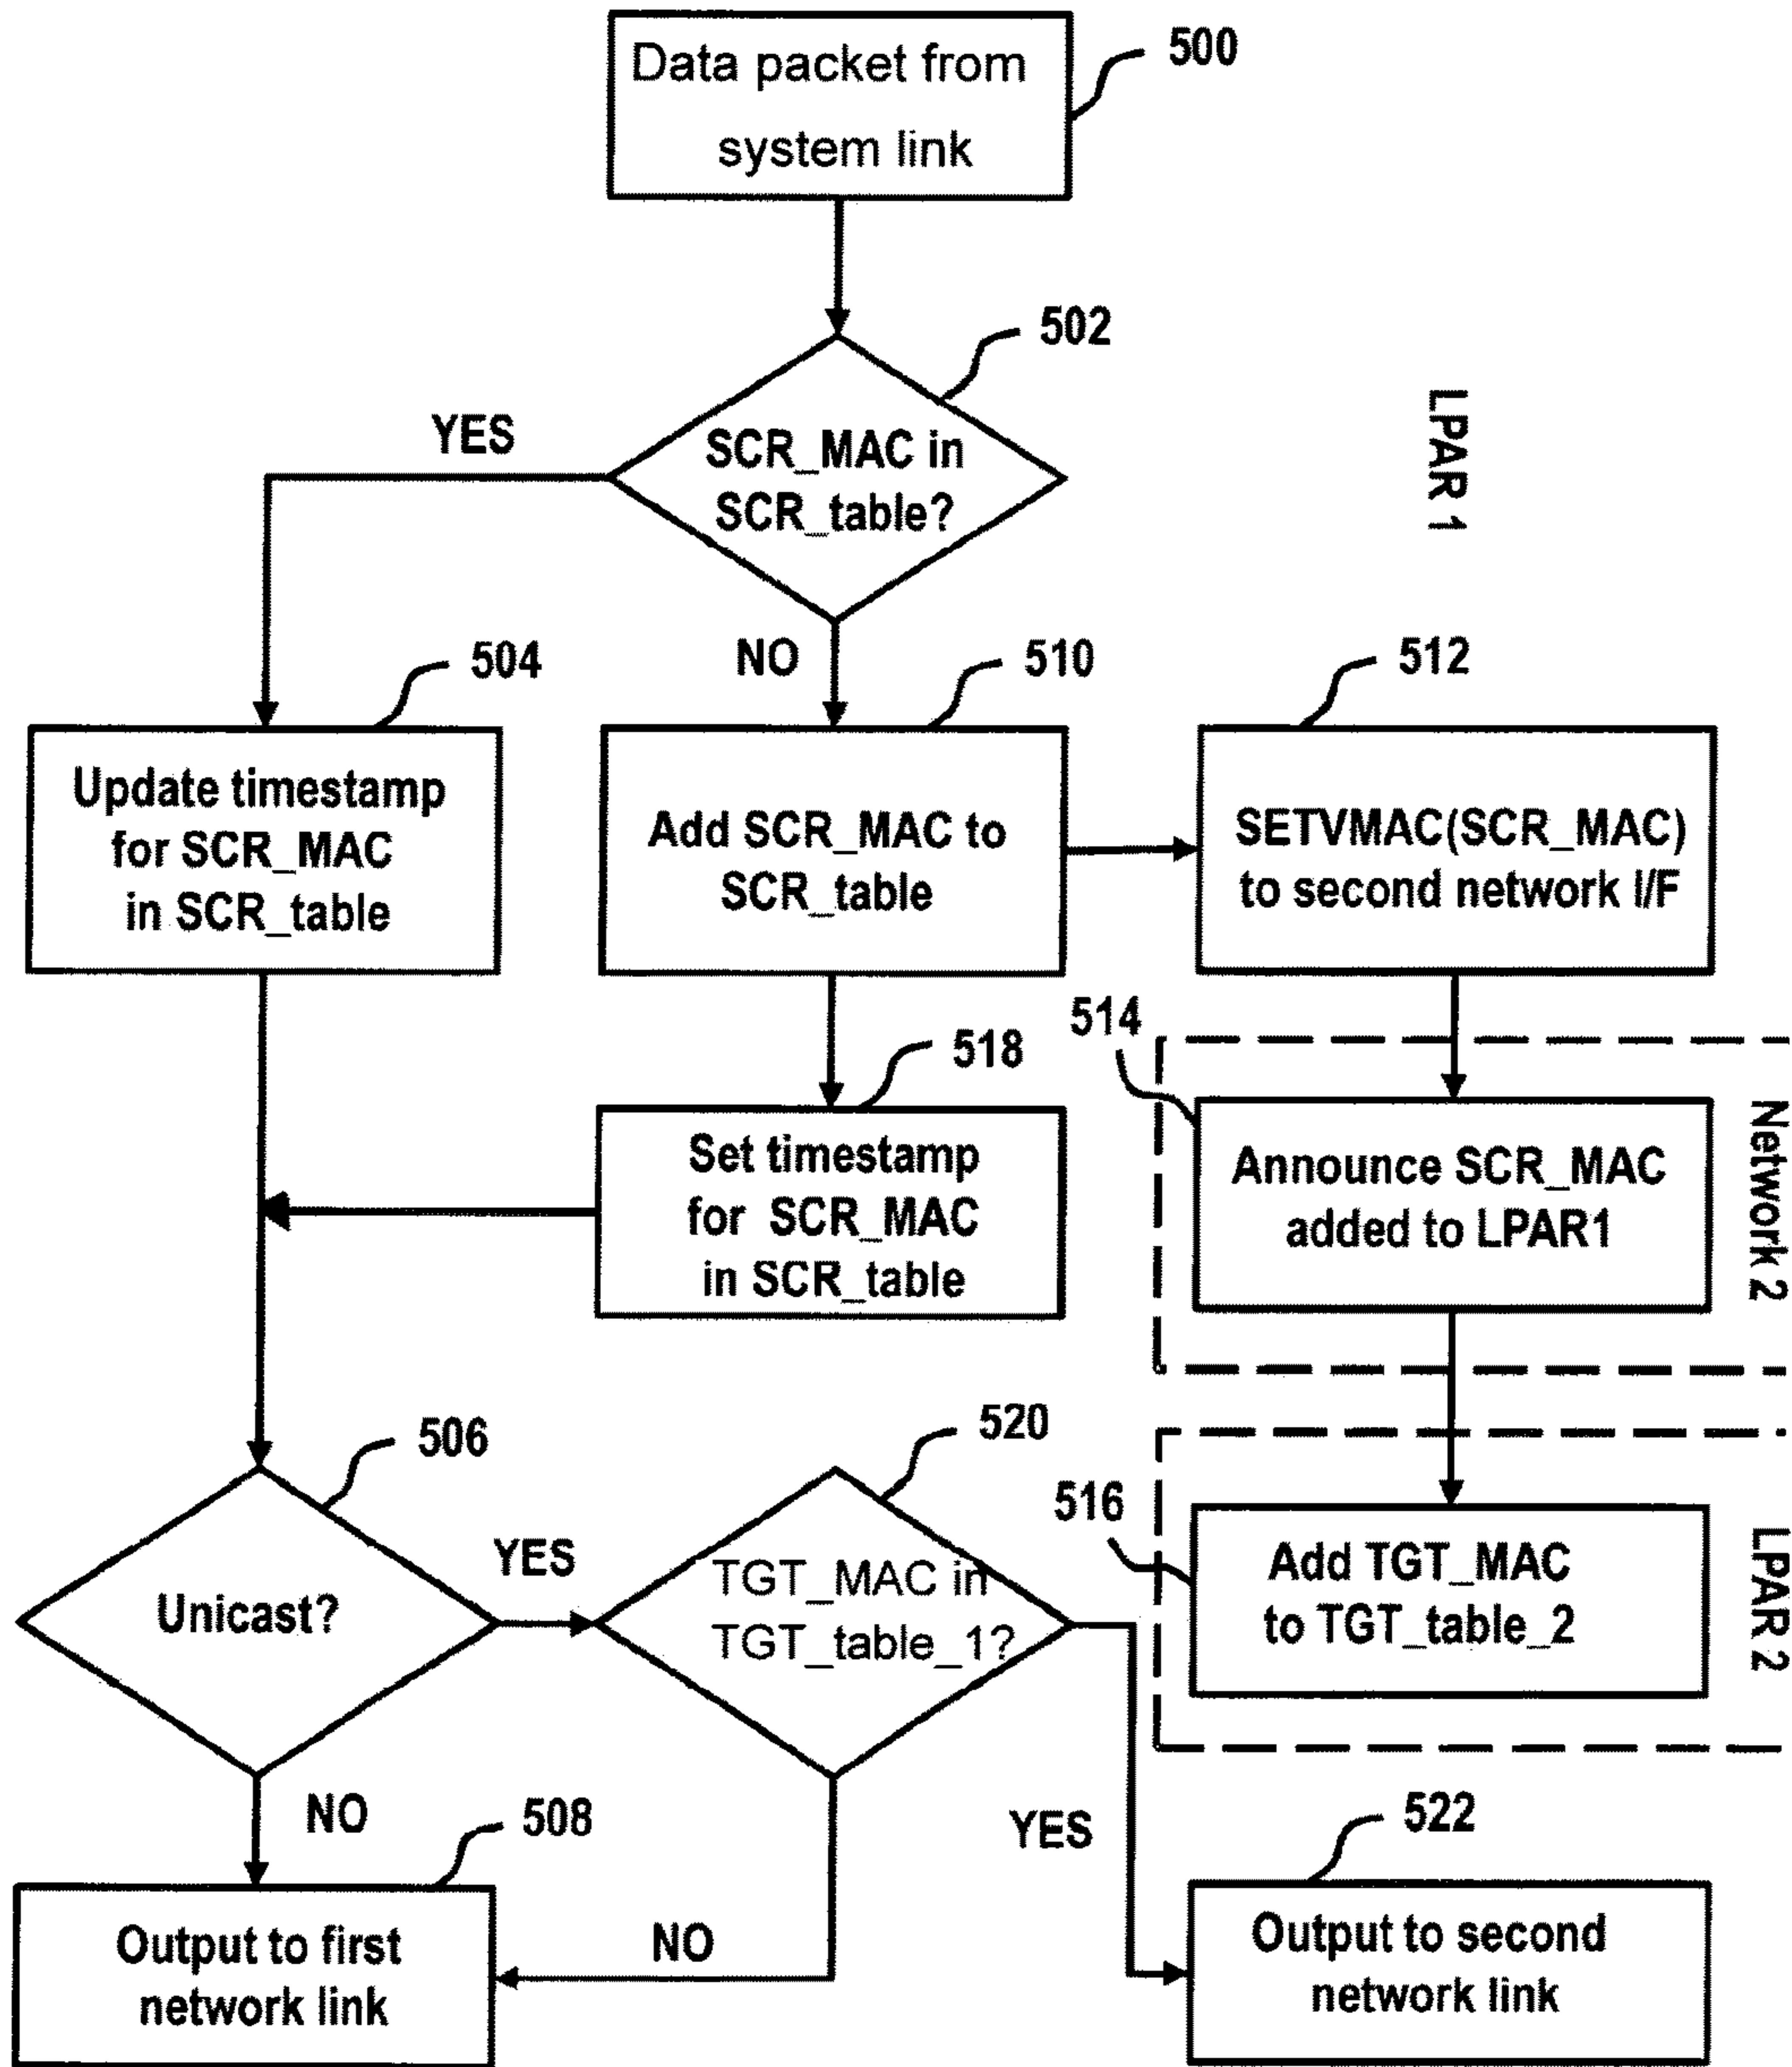 500
Data packet from
system link
502
SCR_MAC in
SCR_table?
YES
NO
LPAR 1
504
Update timestamp
for SCR_MAC
in SCR_table
510
Add SCR_MAC to
SCR_table
512
SETVMAC(SCR_MAC)
to second network I/F
514
Announce SCR_MAC
added to LPAR1
Network 2
518
Set timestamp
for SCR_MAC
in SCR_table
506
Unicast?
YES
NO
520
TGT_MAC in
TGT_table_1?
YES
NO
516
Add TGT_MAC
to TGT_table_2
LPAR 2
508
Output to first
network link
522
Output to second
network link